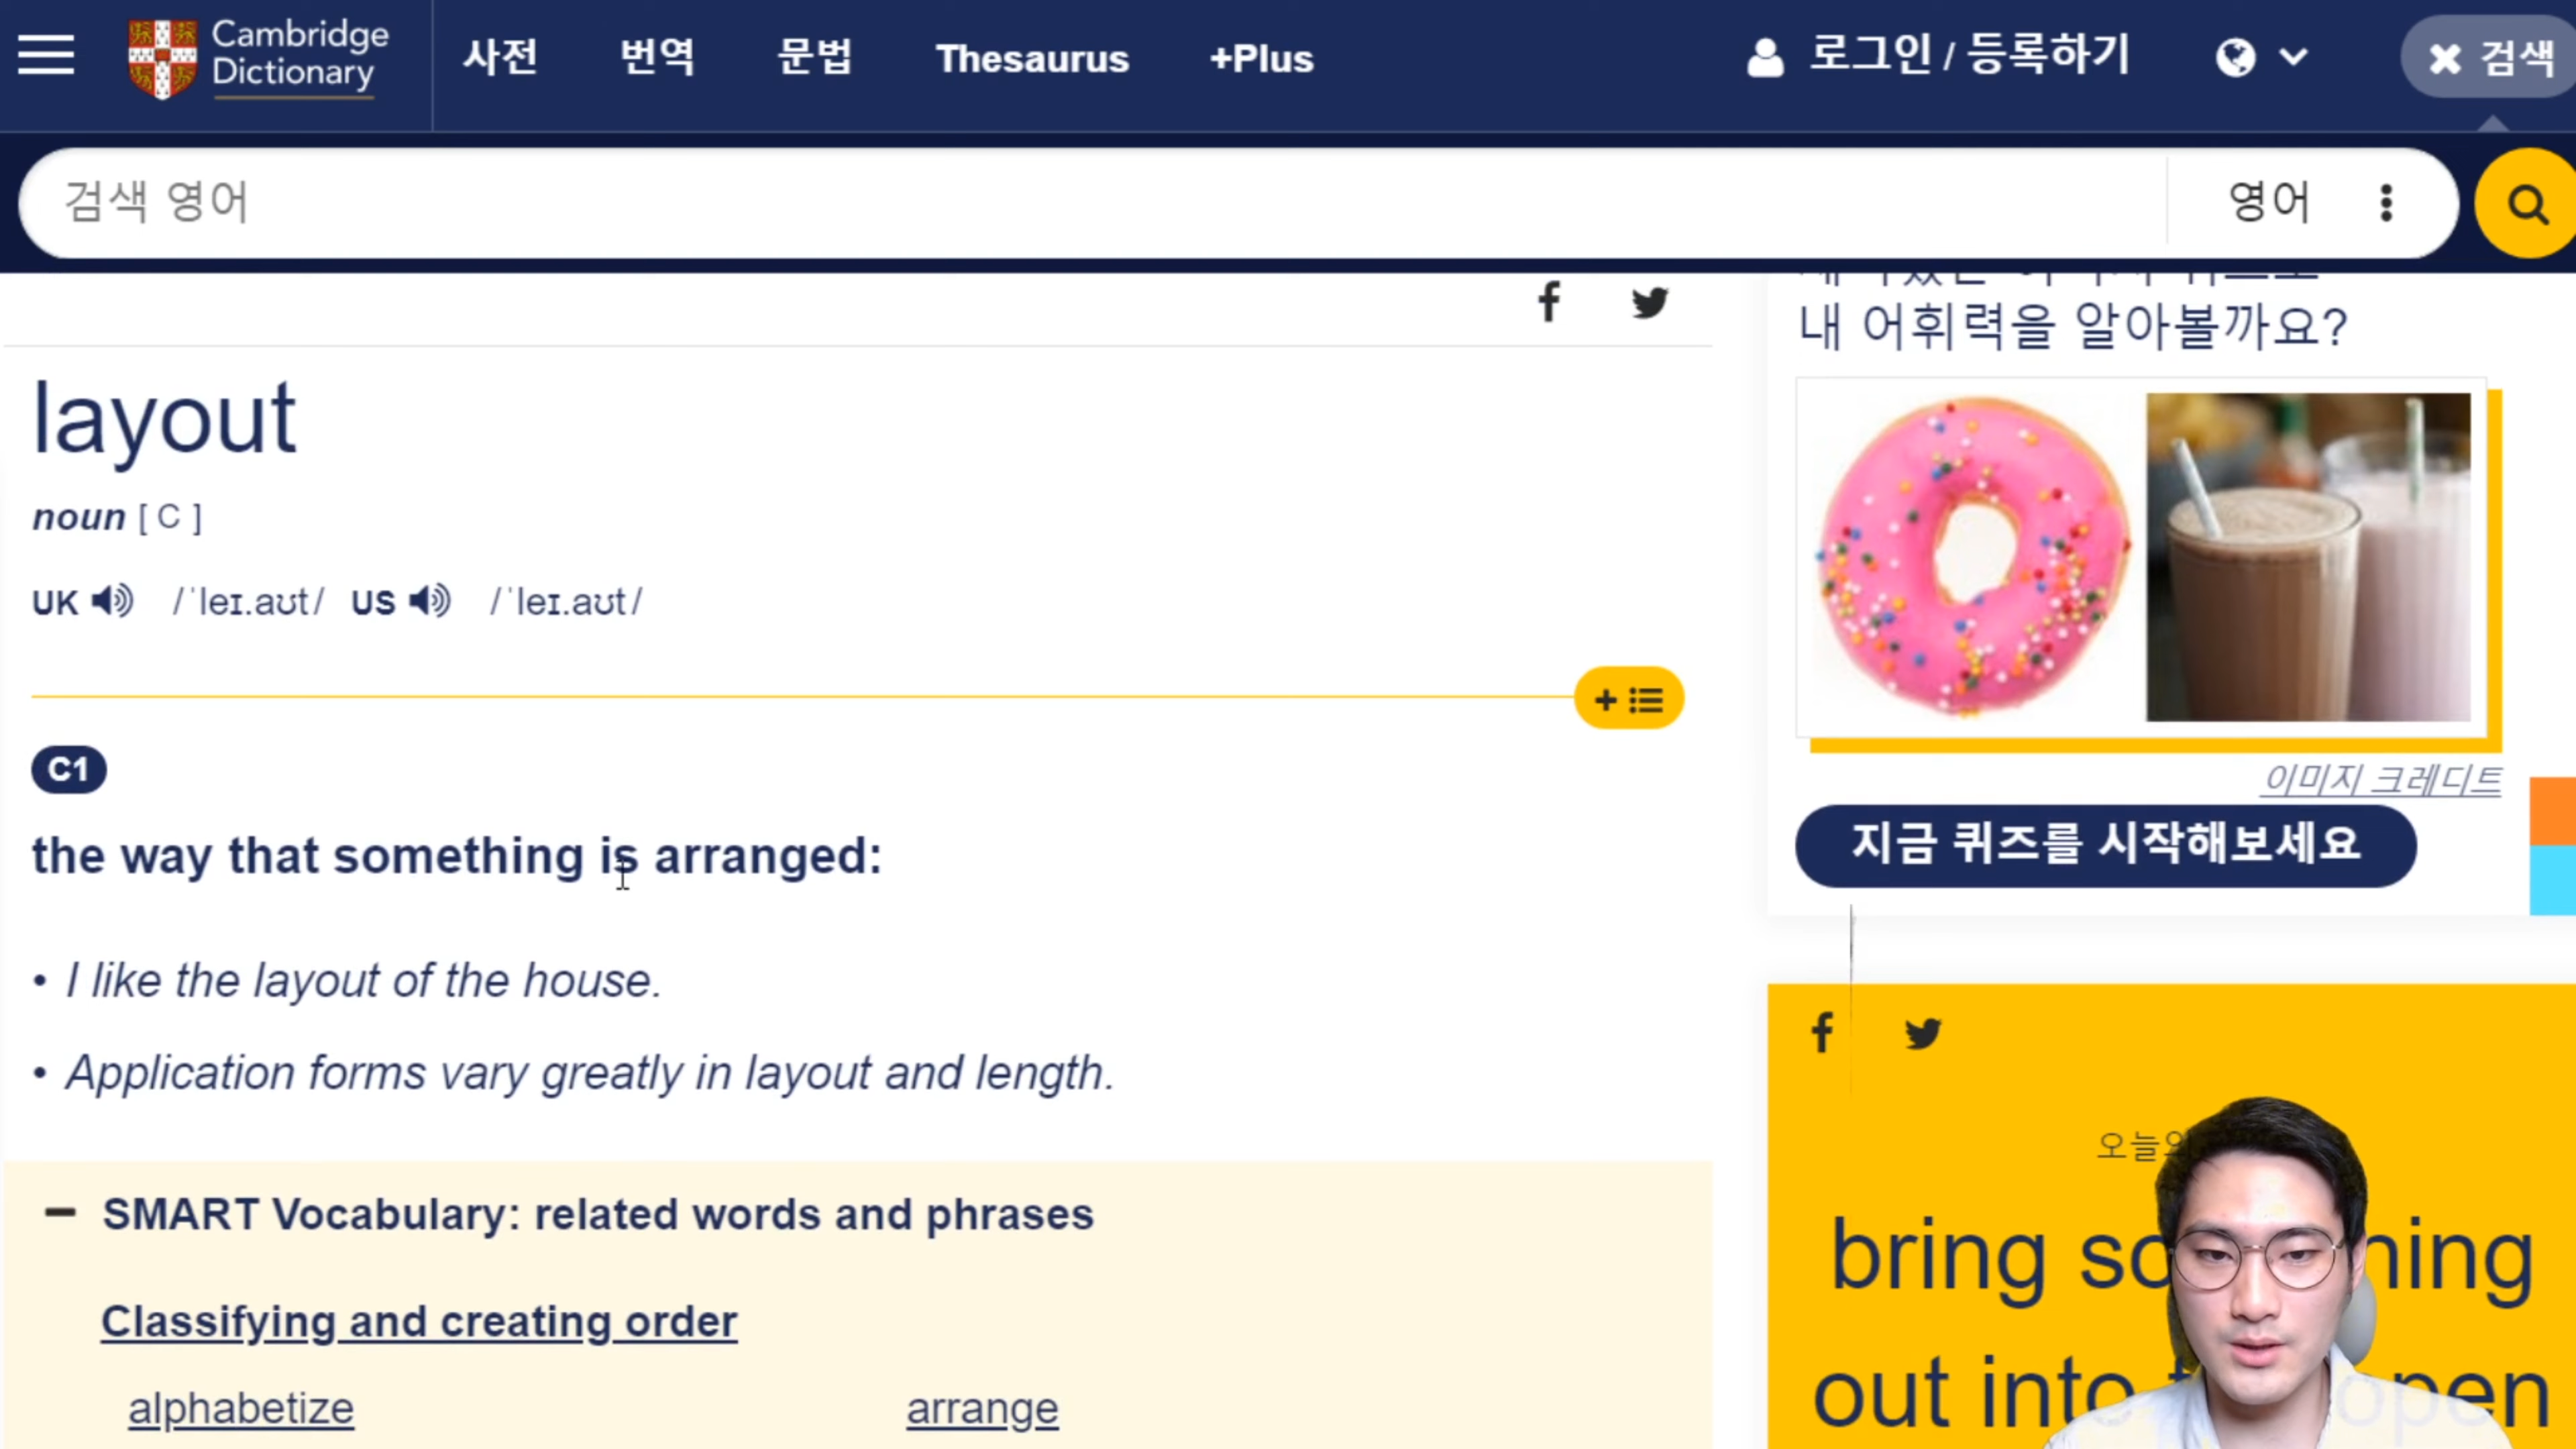 Cambridge
Dictionary
사전
번역
문법
Thesaurus
+Plus
로그인 / 등록하기
검색
검색 영어
영어
내 어휘력을 알아볼까요?
layout
noun [ C ]
UK /ˈleɪ.aʊt/ US /ˈleɪ.aʊt/
C1
the way that something is arranged:
• I like the layout of the house.
• Application forms vary greatly in layout and length.
SMART Vocabulary: related words and phrases
Classifying and creating order
alphabetize
arrange
이미지 크레디트
지금 퀴즈를 시작해보세요
bring
out into open